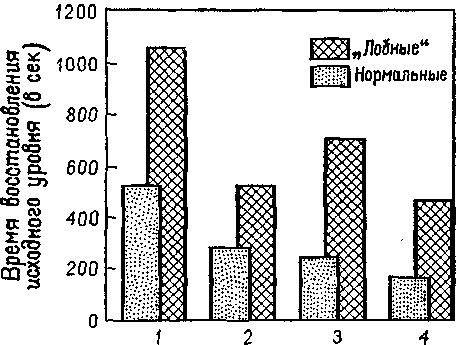 Время восстановления
исходного уровня (в сек)
1200
1000
800
600
400
200
0
„Лобные“
Нормальные
1 2 3 4